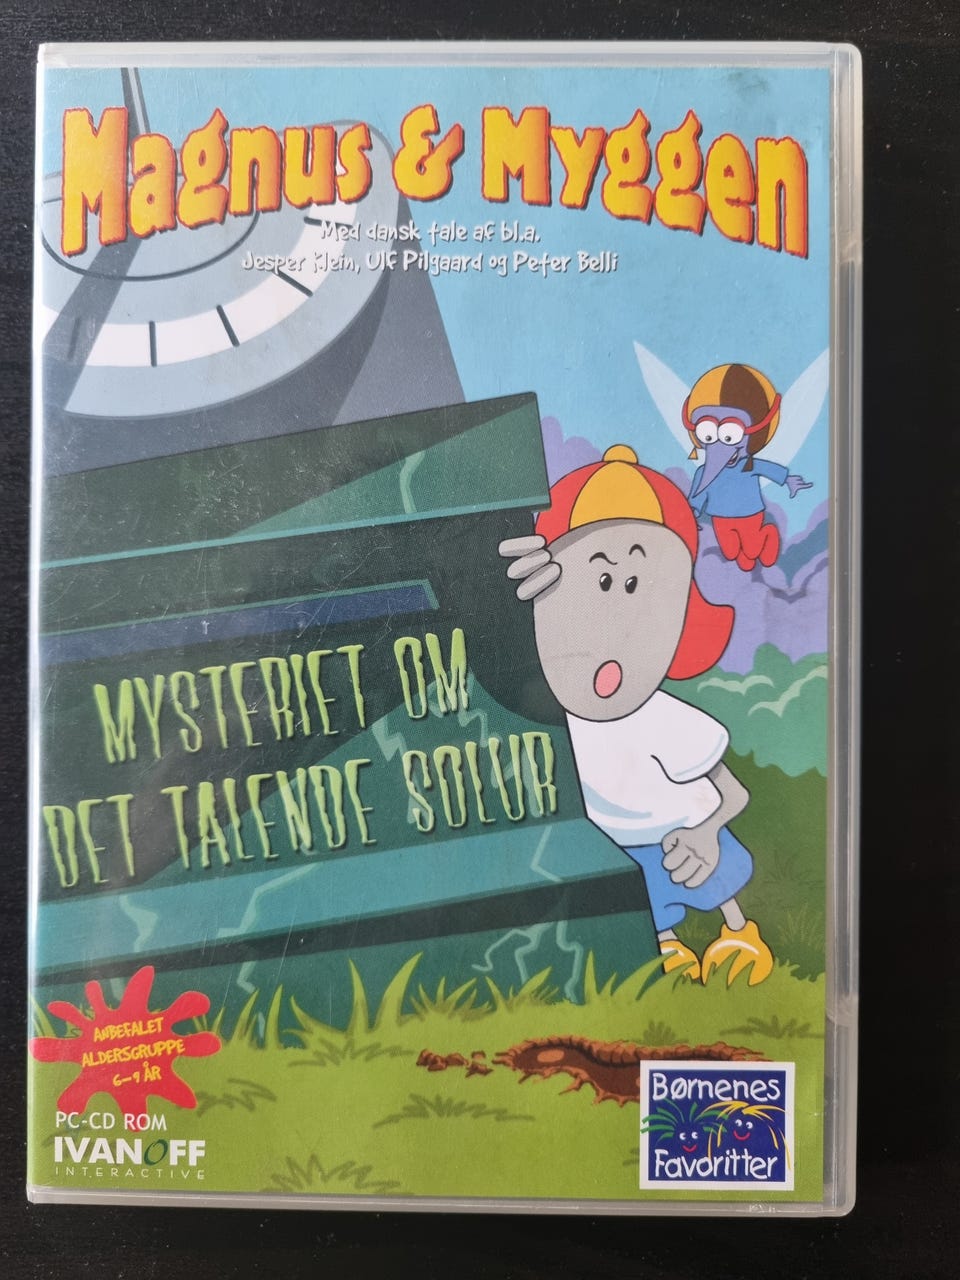 Magnus & Myggen
Med dansk tale af bl.a.
Jesper Klein, Ulf Pilgaard og Peter Belli
MYSTERIET OM
DET TALENDE SOLUR
ANBEFALET
ALDERSGRUPPE
6-9 ÅR
PC-CD ROM
IVANOFF
INTERACTIVE
Børnenes
Favoritter